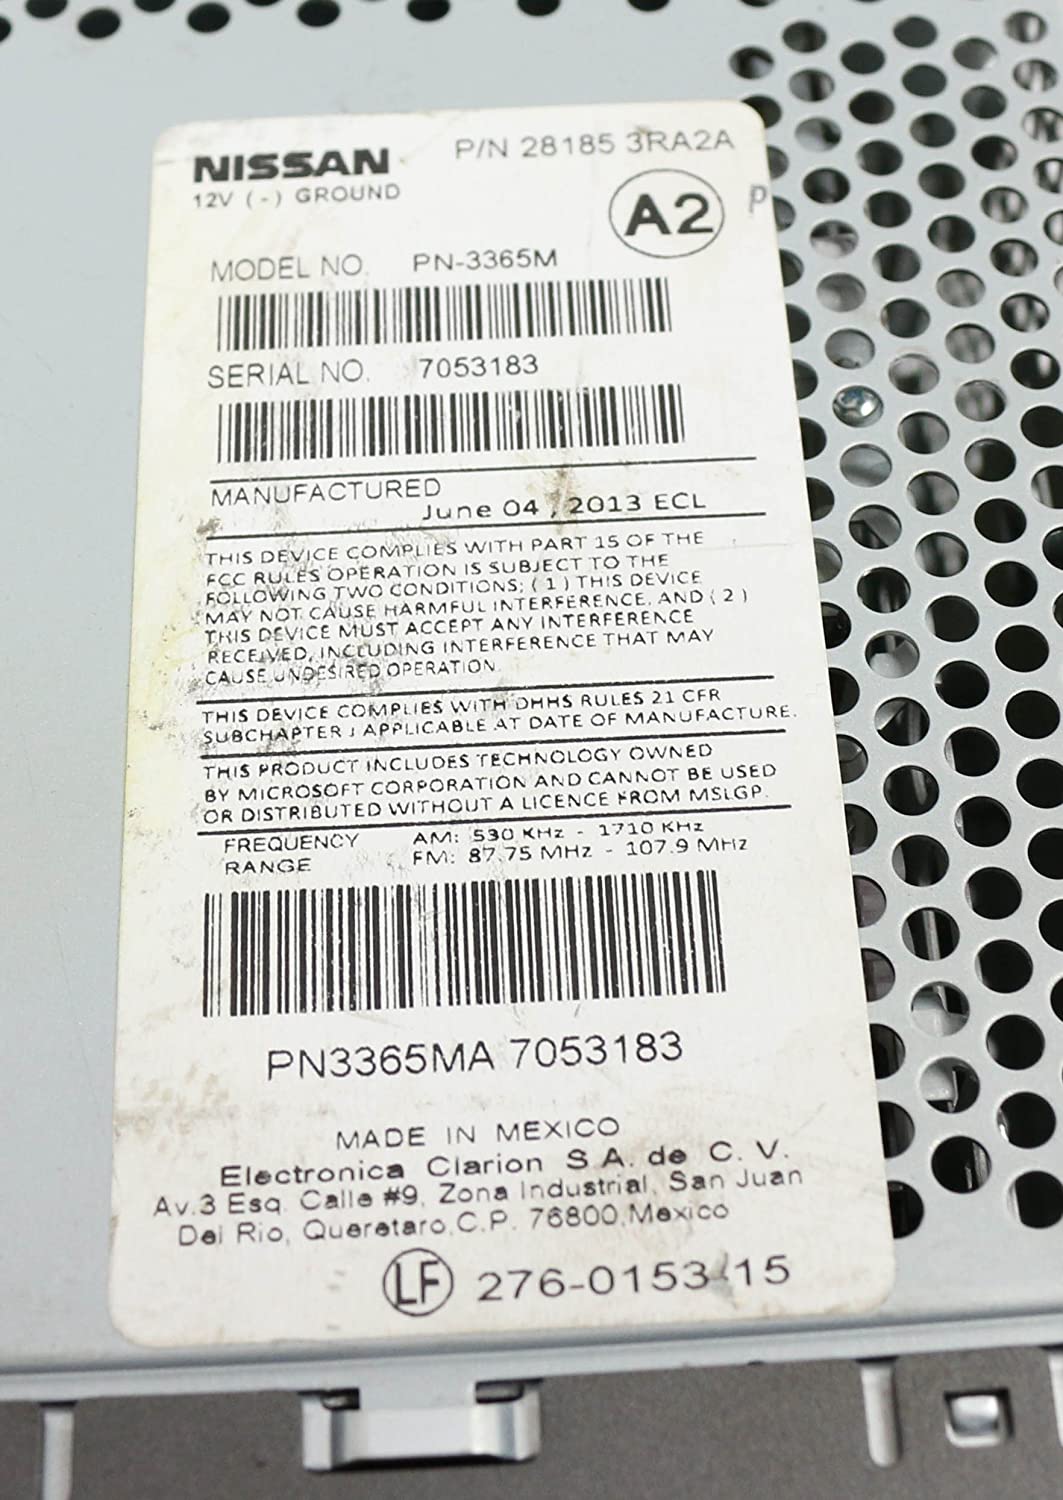 NISSAN P/N 28185 3RA2A
12V (-) GROUND
A2
P
MODEL NO. PN-3365M
SERIAL NO. 7053183
MANUFACTURED
June 04 , 2013 ECL
THIS DEVICE COMPLIES WITH PART 15 OF THE
FCC RULES OPERATION IS SUBJECT TO THE
FOLLOWING TWO CONDITIONS; ( 1 ) THIS DEVICE
MAY NOT CAUSE HARMFUL INTERFERENCE, AND ( 2 )
THIS DEVICE MUST ACCEPT ANY INTERFERENCE
RECEIVED, INCLUDING INTERFERENCE THAT MAY
CAUSE UNDESIRED OPERATION.
THIS DEVICE COMPLIES WITH DHHS RULES 21 CFR
SUBCHAPTER J APPLICABLE AT DATE OF MANUFACTURE.
THIS PRODUCT INCLUDES TECHNOLOGY OWNED
BY MICROSOFT CORPORATION AND CANNOT BE USED
OR DISTRIBUTED WITHOUT A LICENCE FROM MSLGP.
FREQUENCY AM: 530 KHz - 1710 KHz
RANGE FM: 87.75 MHz - 107.9 MHz
PN3365MA 7053183
MADE IN MEXICO
Electronica Clarion S.A. de C. V.
Av.3 Esq. Calle #9, Zona Industrial, San Juan
Del Rio, Queretaro,C.P. 76800,Mexico
LF 276-0153-15